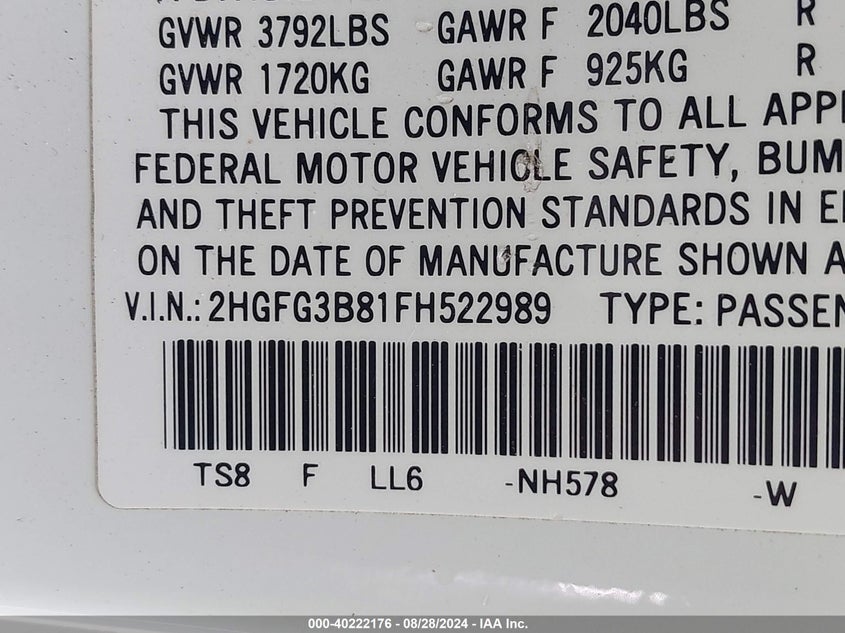 GVWR 3792LBS GAWR F 2040LBS R
GVWR 1720KG GAWR F 925KG R
THIS VEHICLE CONFORMS TO ALL APPL
FEDERAL MOTOR VEHICLE SAFETY, BUM
AND THEFT PREVENTION STANDARDS IN E
ON THE DATE OF MANUFACTURE SHOWN A
V.I.N.: 2HGFG3B81FH522989 TYPE: PASSEN
TS8 F LL6 -NH578 -W
000-40222176 - 08/28/2024 - IAA Inc.